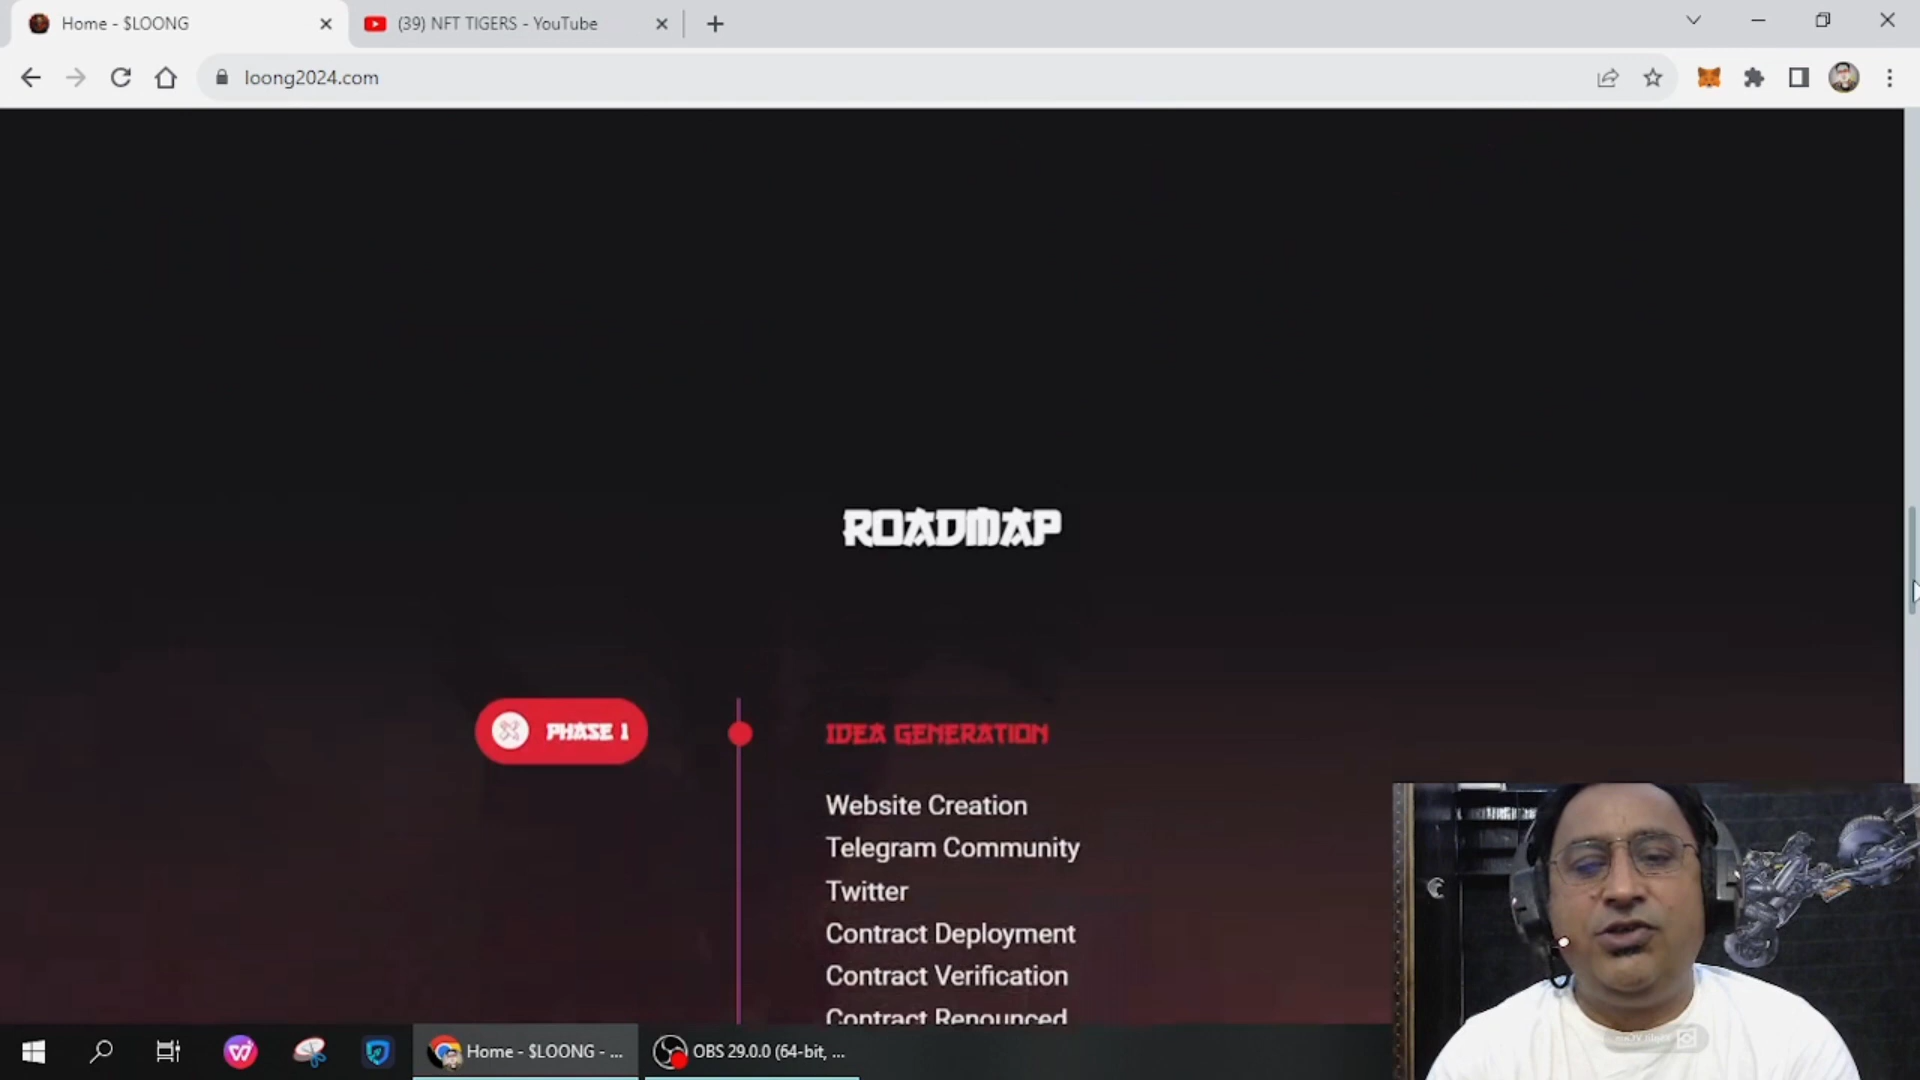 Home - $LOONG
(39) NFT TIGERS - YouTube
loong2024.com
ROADMAP
PHASE 1
IDEA GENERATION
Website Creation
Telegram Community
Twitter
Contract Deployment
Contract Verification
Contract Renounced
Home - $LOONG - ...
OBS 29.0.0 (64-bit, ...